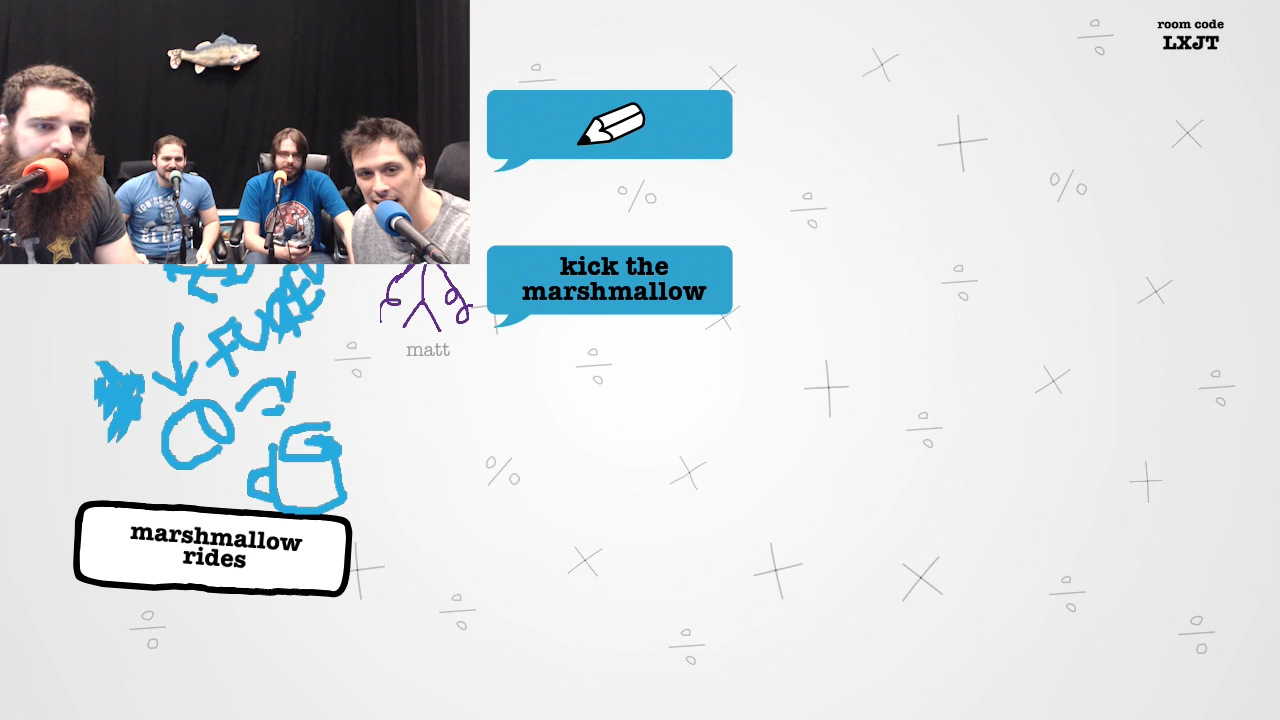 room code
LXJT
kick the
marshmallow
matt
marshmallow
rides